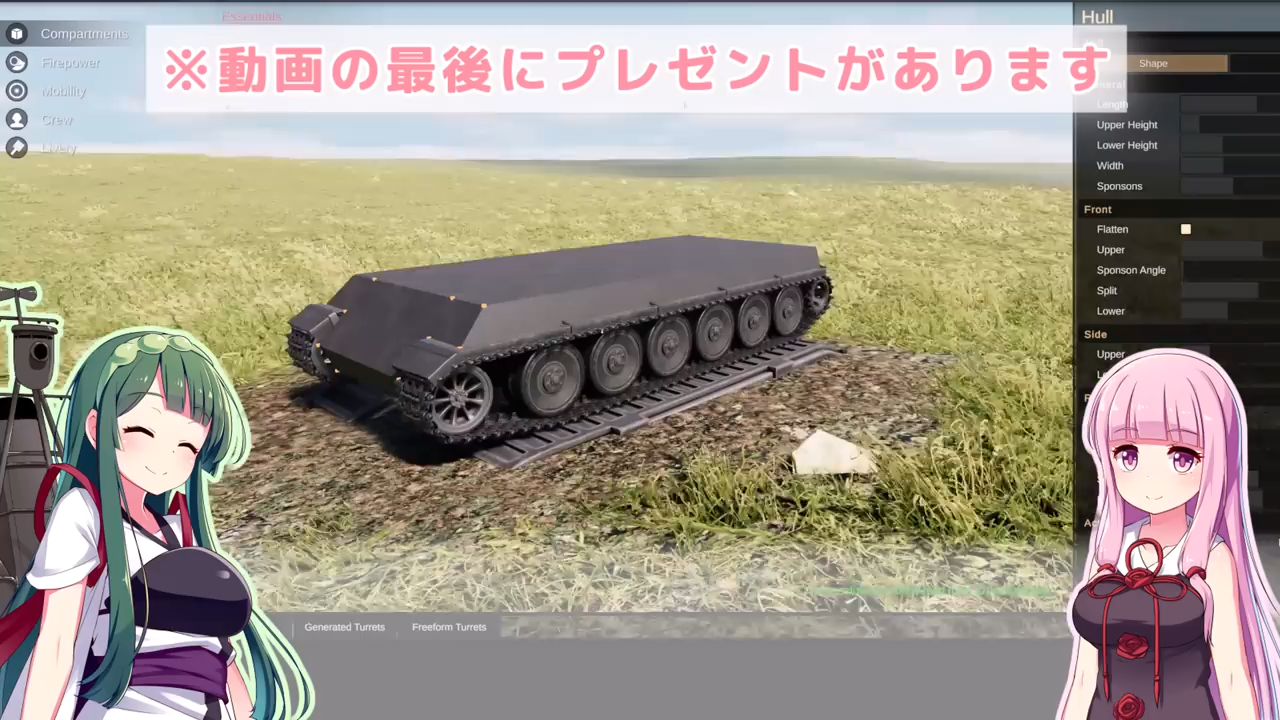 Essentials
Hull
Compartments
※動画の最後にプレゼントがあります
Firepower
Shape
Mobility
Length
Crew
Upper Height
Livery
Lower Height
Width
Sponsons
Front
Flatten
Upper
Sponson Angle
Split
Lower
Side
Upper
Generated Turrets
Freeform Turrets